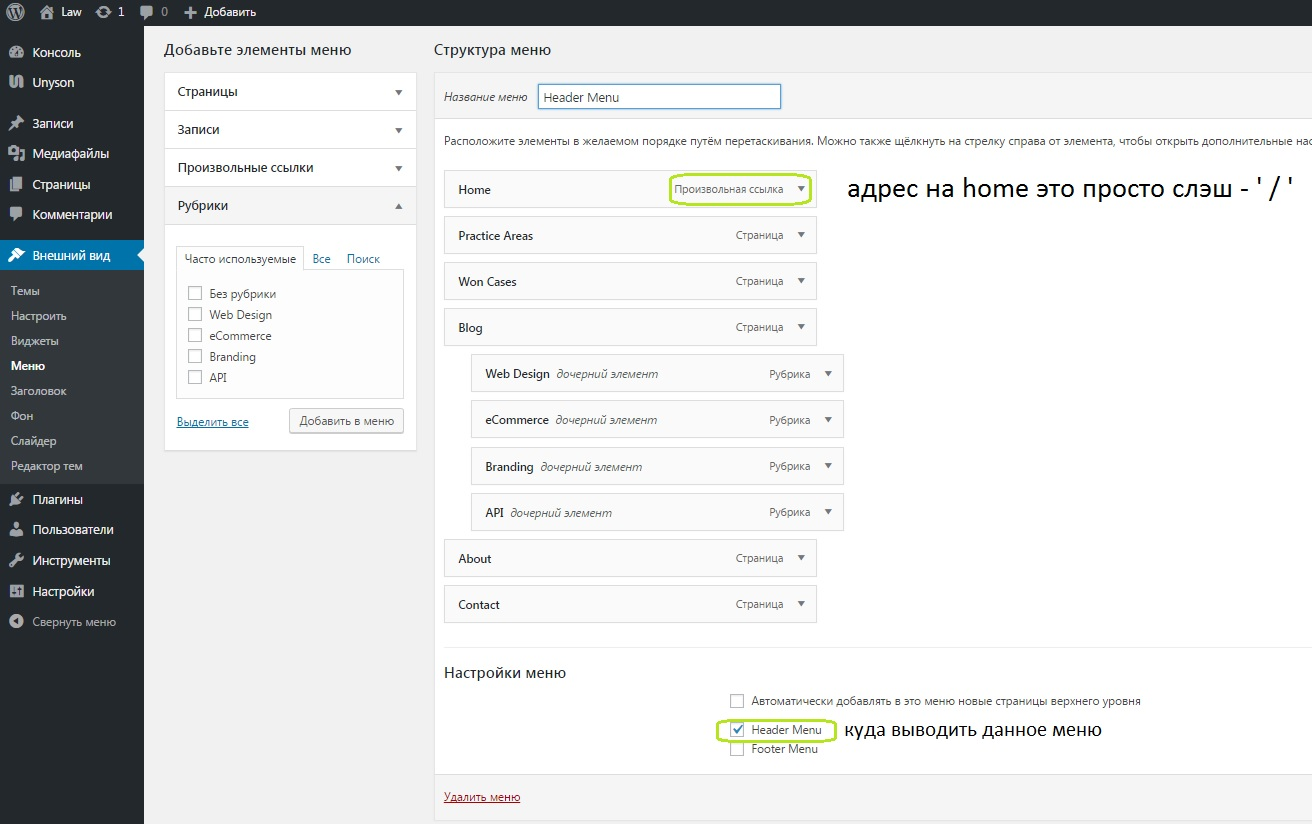 Law 1 0 Добавить
Консоль
Unyson
Записи
Медиафайлы
Страницы
Комментарии
Внешний вид
Темы
Настроить
Виджеты
Меню
Заголовок
Фон
Слайдер
Редактор тем
Плагины
Пользователи
Инструменты
Настройки
Свернуть меню
Добавьте элементы меню
Страницы
Записи
Произвольные ссылки
Рубрики
Часто используемые Все Поиск
Без рубрики
Web Design
eCommerce
Branding
API
Выделить все Добавить в меню
Структура меню
Название меню Header Menu
Расположите элементы в желаемом порядке путём перетаскивания. Можно также щёлкнуть на стрелку справа от элемента, чтобы открыть дополнительные нас
Home Произвольная ссылка адрес на home это просто слэш - ' / '
Practice Areas Страница
Won Cases Страница
Blog Страница
Web Design дочерний элемент Рубрика
eCommerce дочерний элемент Рубрика
Branding дочерний элемент Рубрика
API дочерний элемент Рубрика
About Страница
Contact Страница
Настройки меню
Автоматически добавлять в это меню новые страницы верхнего уровня
Header Menu куда выводить данное меню
Footer Menu
Удалить меню